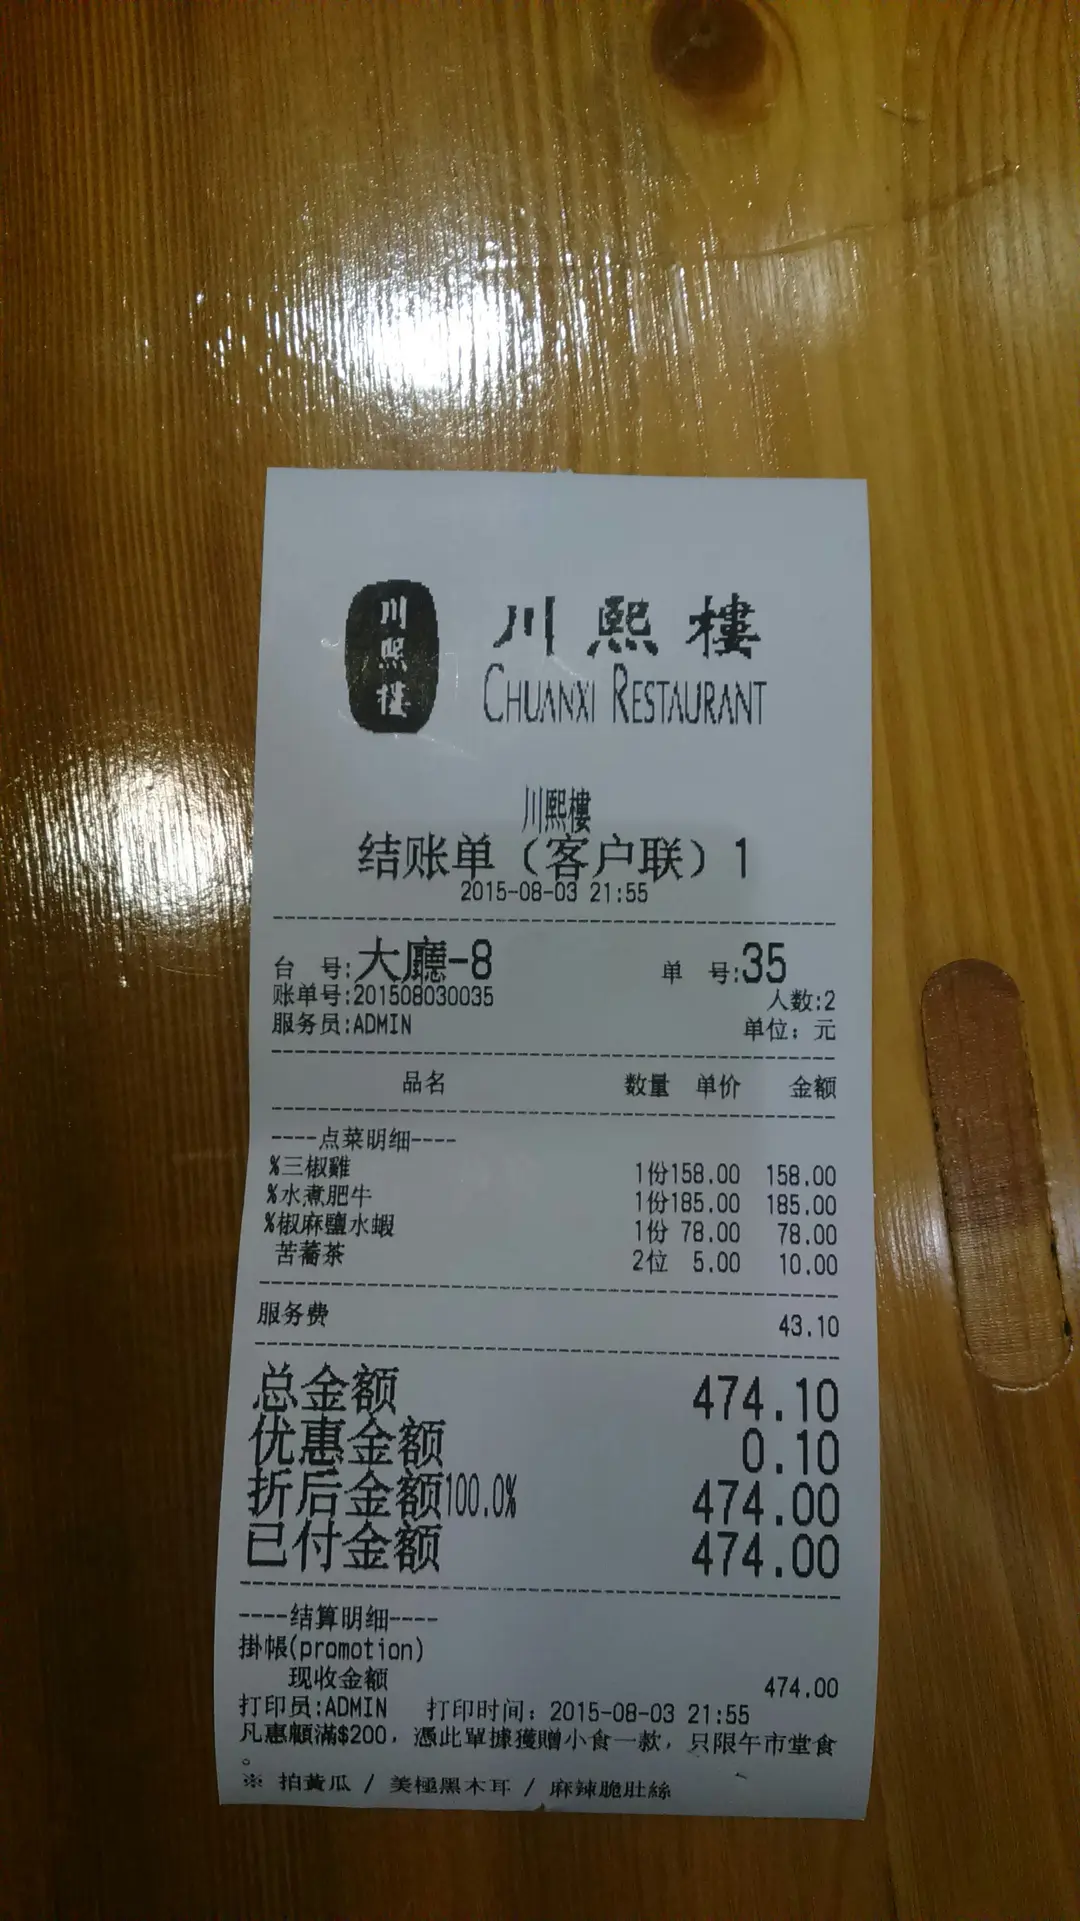 川熙樓
川熙樓
CHUANXI RESTAURANT
川熙樓
结账单（客户联）1
2015-08-03 21:55
台 号:大廳-8 单 号:35
账单号:201508030035 人数:2
服务员:ADMIN 单位：元
品名 数量 单价 金额
----点菜明细----
%三椒雞 1份158.00 158.00
%水煮肥牛 1份185.00 185.00
%椒麻鹽水蝦 1份 78.00 78.00
苦蕎茶 2位 5.00 10.00
服务费 43.10
总金额 474.10
优惠金额 0.10
折后金额100.0% 474.00
已付金额 474.00
----结算明细----
掛帳(promotion)
现收金额 474.00
打印员:ADMIN 打印时间：2015-08-03 21:55
凡惠顧滿$200，憑此單據獲贈小食一款，只限午市堂食
。
※ 拍黃瓜 / 美極黑木耳 / 麻辣脆肚絲